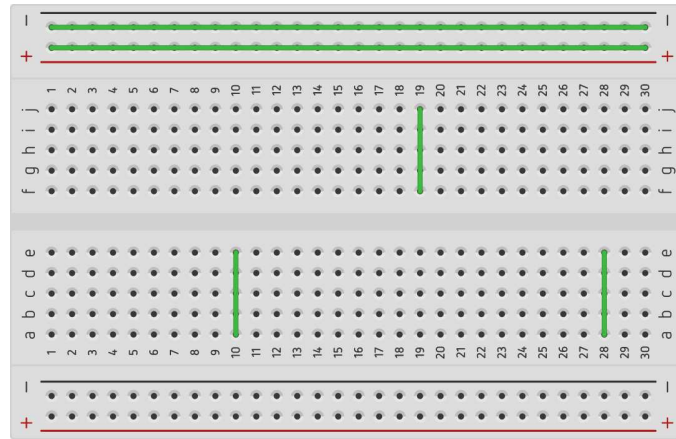 − −
+ +
1 2 3 4 5 6 7 8 9 10 11 12 13 14 15 16 17 18 19 20 21 22 23 24 25 26 27 28 29 30
j j
i i
h h
g g
f f
e e
d d
c c
b b
a a
1 2 3 4 5 6 7 8 9 10 11 12 13 14 15 16 17 18 19 20 21 22 23 24 25 26 27 28 29 30
− −
+ +